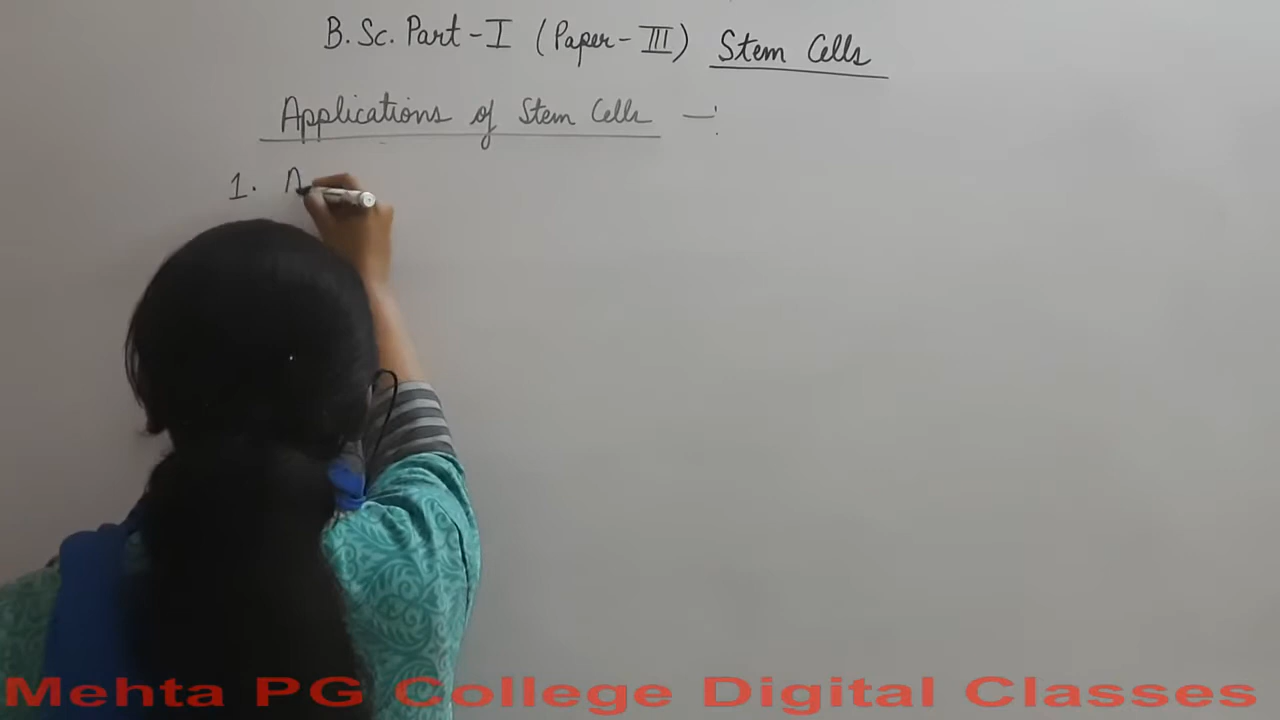 B. Sc. Part - I (Paper - III) Stem Cells
Applications of Stem Cells —:
1.
Mehta PG College Digital Classes